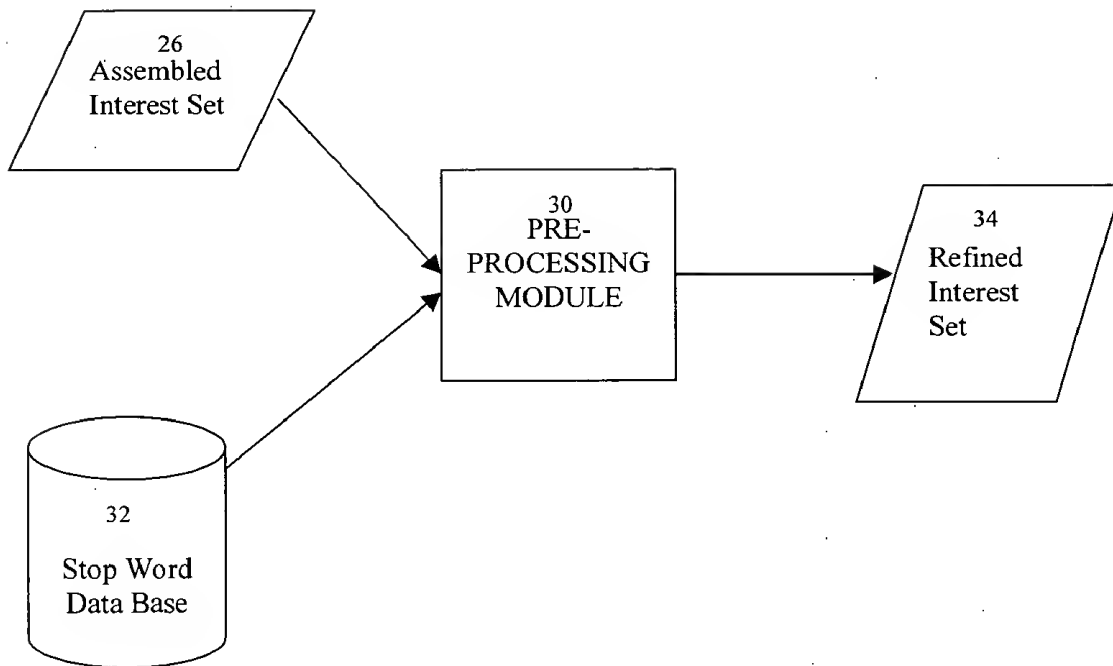 26
Assembled
Interest Set
30
PRE-
PROCESSING
MODULE
34
Refined
Interest
Set
32
Stop Word
Data Base